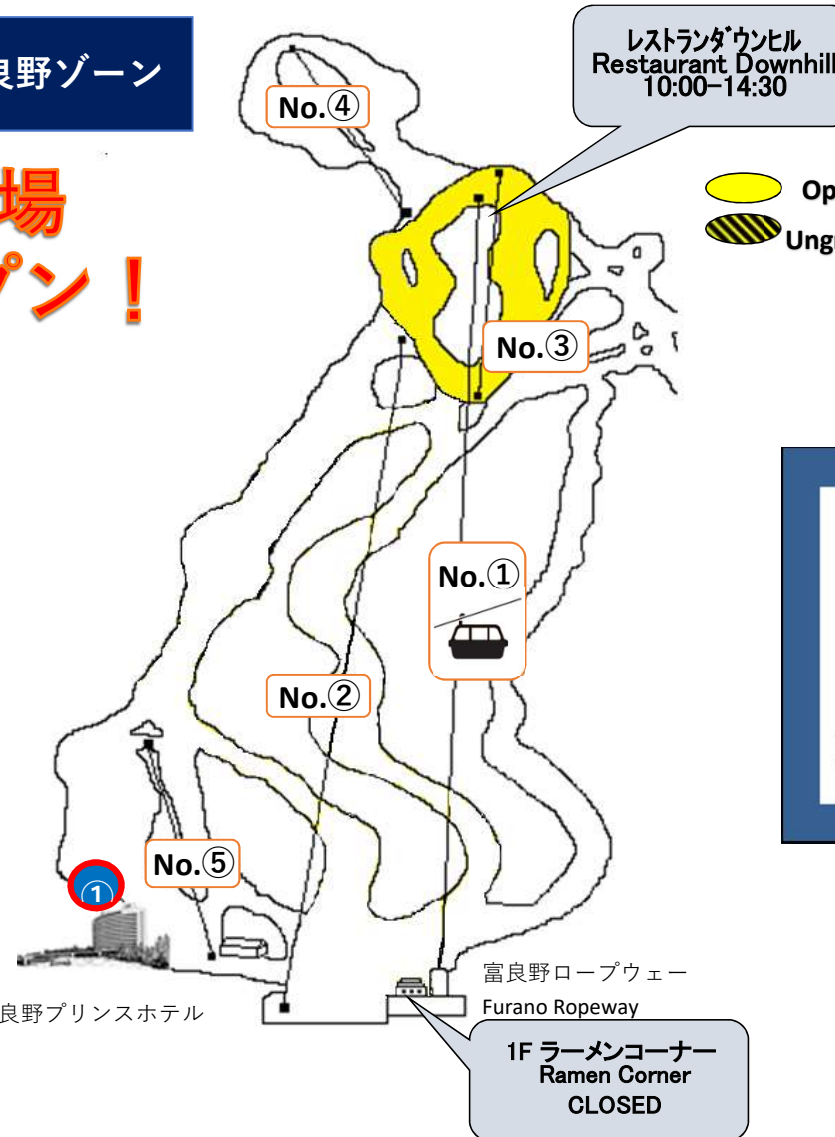 良野ゾーン
場
プン！
No.④
レストランダウンヒル
Restaurant Downhill
10:00-14:30
Op
Ung
No.③
No.①
No.②
No.⑤
①
良野プリンスホテル
富良野ロープウェー
Furano Ropeway
1F ラーメンコーナー
Ramen Corner
CLOSED